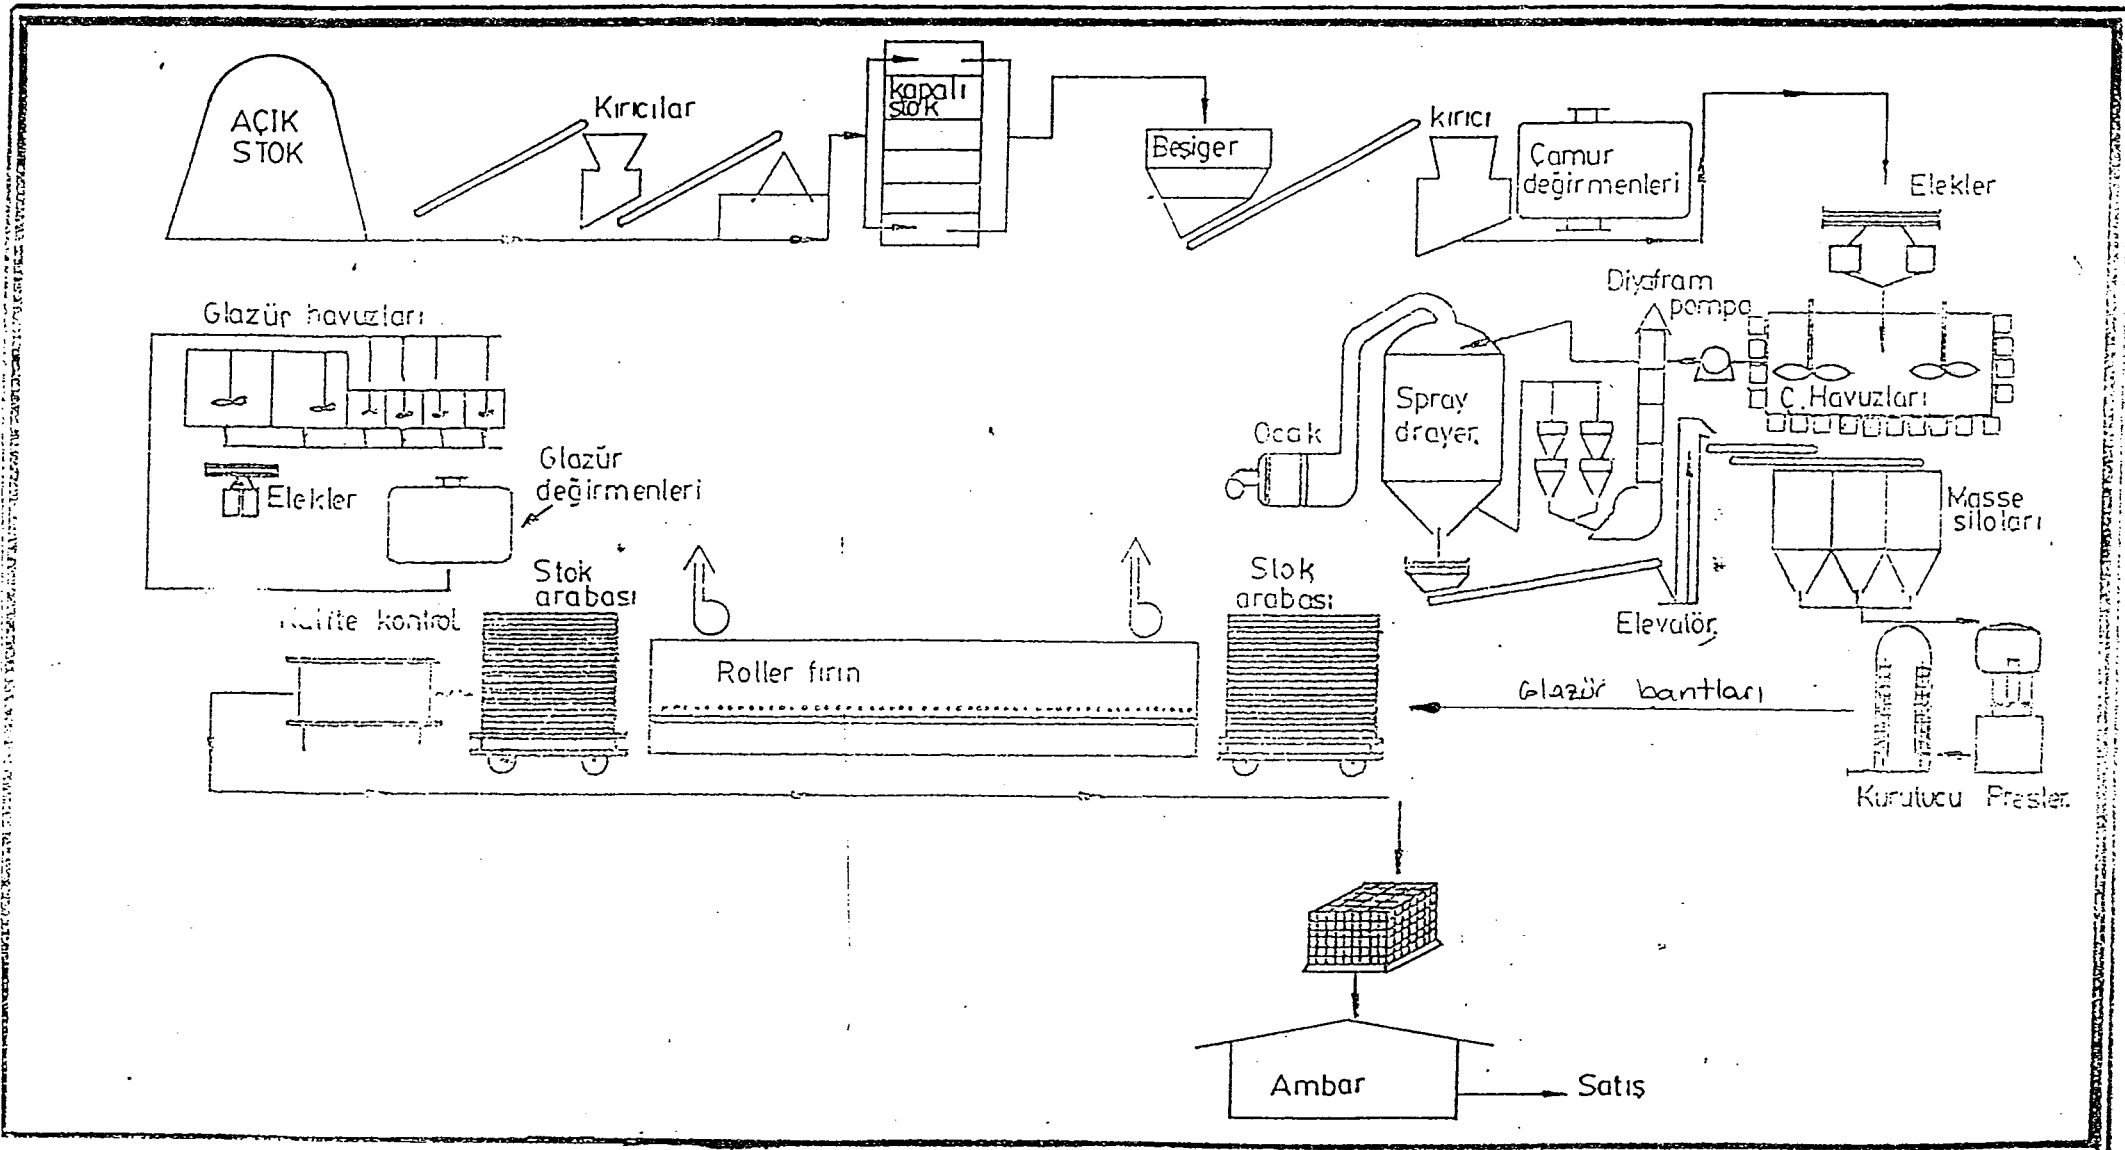 AÇIK
STOK
Kırıcılar
kapalı
stok
Beşiger
kırıcı
Çamur
değirmenleri
Elekler
Glazür havuzları
Diyafram
pompa
Spray
drayer.
Ç. Havuzları
Ocak
Elekler
Glazür
değirmenleri
Masse
siloları
Stok
arabası
Stok
arabası
Elevatör.
kontrol
Roller fırın
Glazür bantları
Kurutucu Presler.
Ambar
Satış